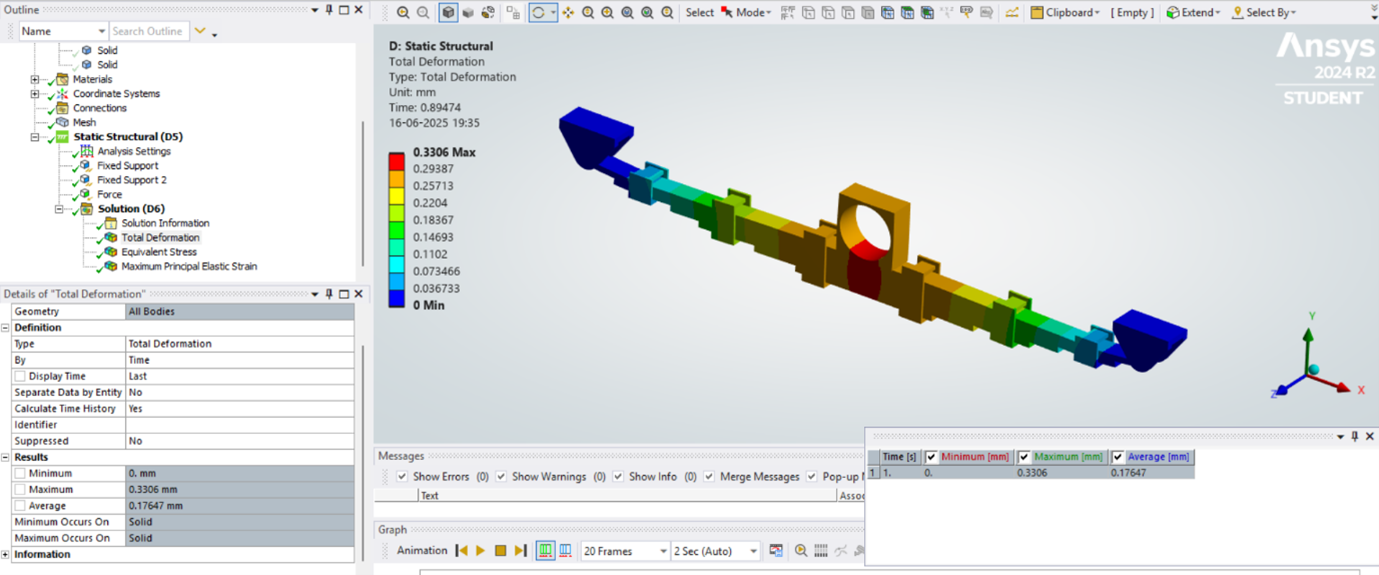 Outline
Name
Search Outline
Solid
Solid
Materials
Coordinate Systems
Connections
Mesh
Static Structural (D5)
Analysis Settings
Fixed Support
Fixed Support 2
Force
Solution (D6)
Solution Information
Total Deformation
Equivalent Stress
Maximum Principal Elastic Strain
Details of "Total Deformation"
Geometry All Bodies
Definition
Type Total Deformation
By Time
Display Time Last
Separate Data by Entity No
Calculate Time History Yes
Identifier
Suppressed No
Results
Minimum 0. mm
Maximum 0.3306 mm
Average 0.17647 mm
Minimum Occurs On Solid
Maximum Occurs On Solid
Information
Select Mode Clipboard [ Empty ] Extend Select By
D: Static Structural
Total Deformation
Type: Total Deformation
Unit: mm
Time: 0.89474
16-06-2025 19:35
0.3306 Max
0.29387
0.25713
0.2204
0.18367
0.14693
0.1102
0.073466
0.036733
0 Min
Ansys
2024 R2
STUDENT
Y
X
Z
Messages
Show Errors (0) Show Warnings (0) Show Info (0) Merge Messages Pop-up M
Text Assoc
Graph
Animation 20 Frames 2 Sec (Auto)
Time [s] Minimum [mm] Maximum [mm] Average [mm]
1 1. 0. 0.3306 0.17647